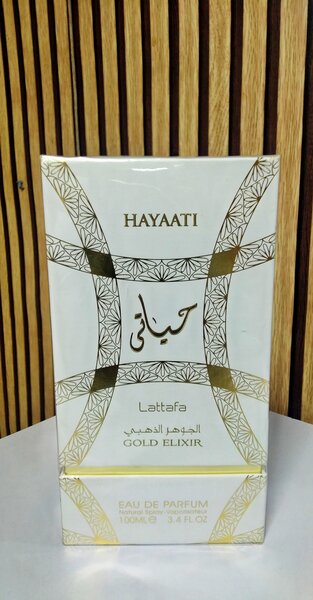 HAYAATI
حياتي
Lattafa
الجوهر الذهبي
GOLD ELIXIR
EAU DE PARFUM
Natural Spray-Vaporisateur
100ML℮ 3.4 FL OZ